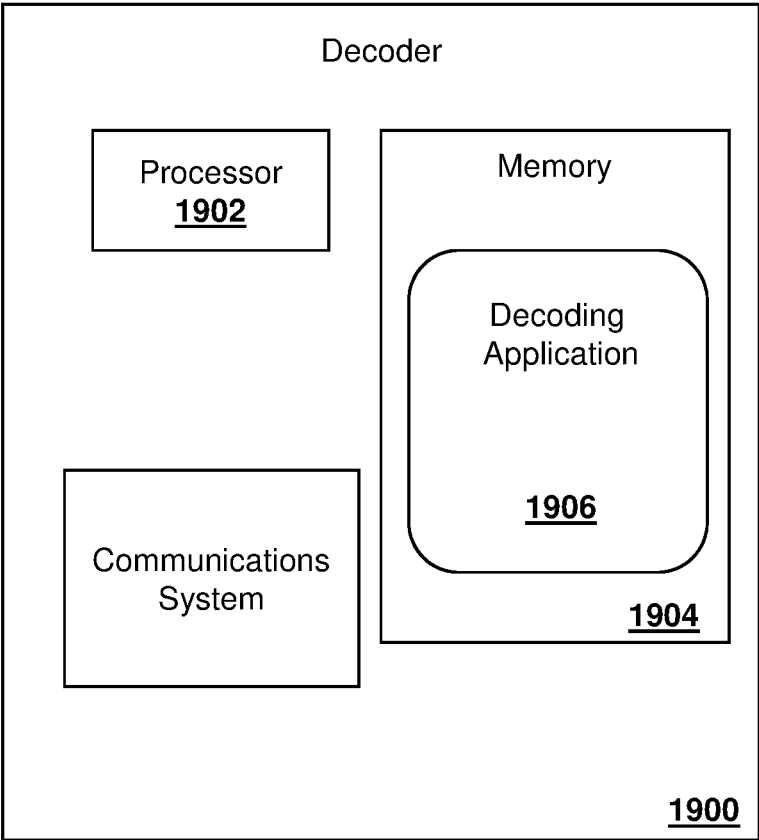 Decoder
Processor
1902
Memory
Decoding
Application
1906
1904
Communications
System
1900